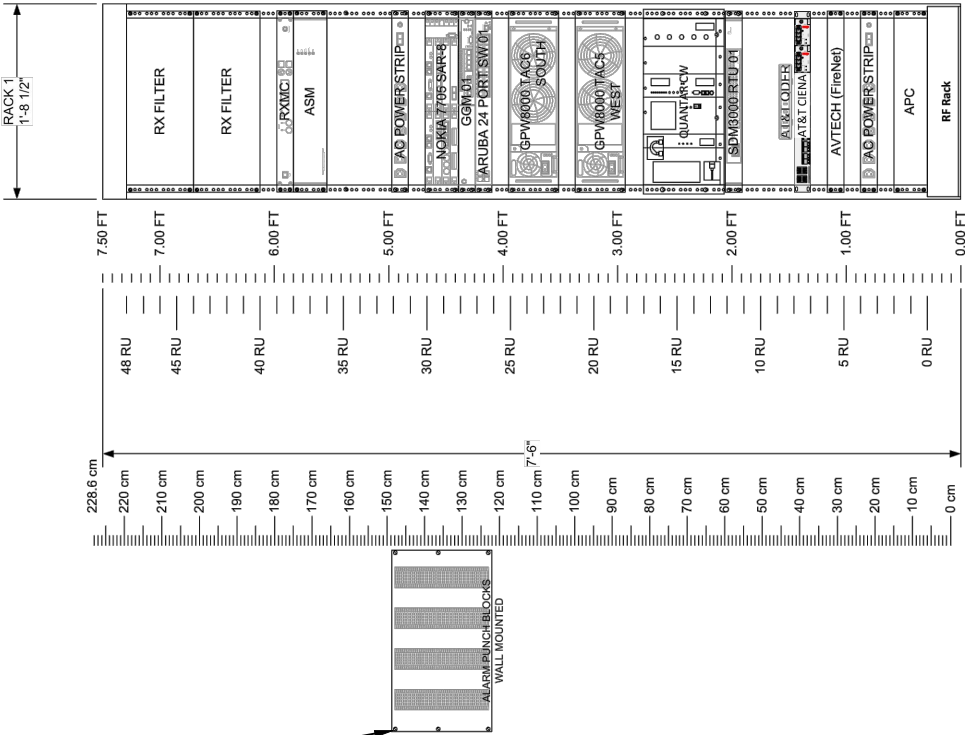 RACK 1
1'-8 1/2"
RX FILTER
RX FILTER
RXMC
ASM
AC POWER STRIP
NOKIA 7705 SAR-8
GGM 01
ARUBA 24 PORT SW 01
GPW8000 TAC6
SOUTH
GPW8000 TAC5
WEST
QUANTAR CW
SDM3000 RTU 01
AT&T CIENA
AVTECH (FireNet)
AC POWER STRIP
APC
RF Rack
7.50 FT
7.00 FT
6.00 FT
5.00 FT
4.00 FT
3.00 FT
2.00 FT
1.00 FT
0.00 FT
48 RU
45 RU
40 RU
35 RU
30 RU
25 RU
20 RU
15 RU
10 RU
5 RU
0 RU
7'-6"
228.6 cm
220 cm
210 cm
200 cm
190 cm
180 cm
170 cm
160 cm
150 cm
140 cm
130 cm
120 cm
110 cm
100 cm
90 cm
80 cm
70 cm
60 cm
50 cm
40 cm
30 cm
20 cm
10 cm
0 cm
ALARM PUNCH BLOCKS
WALL MOUNTED